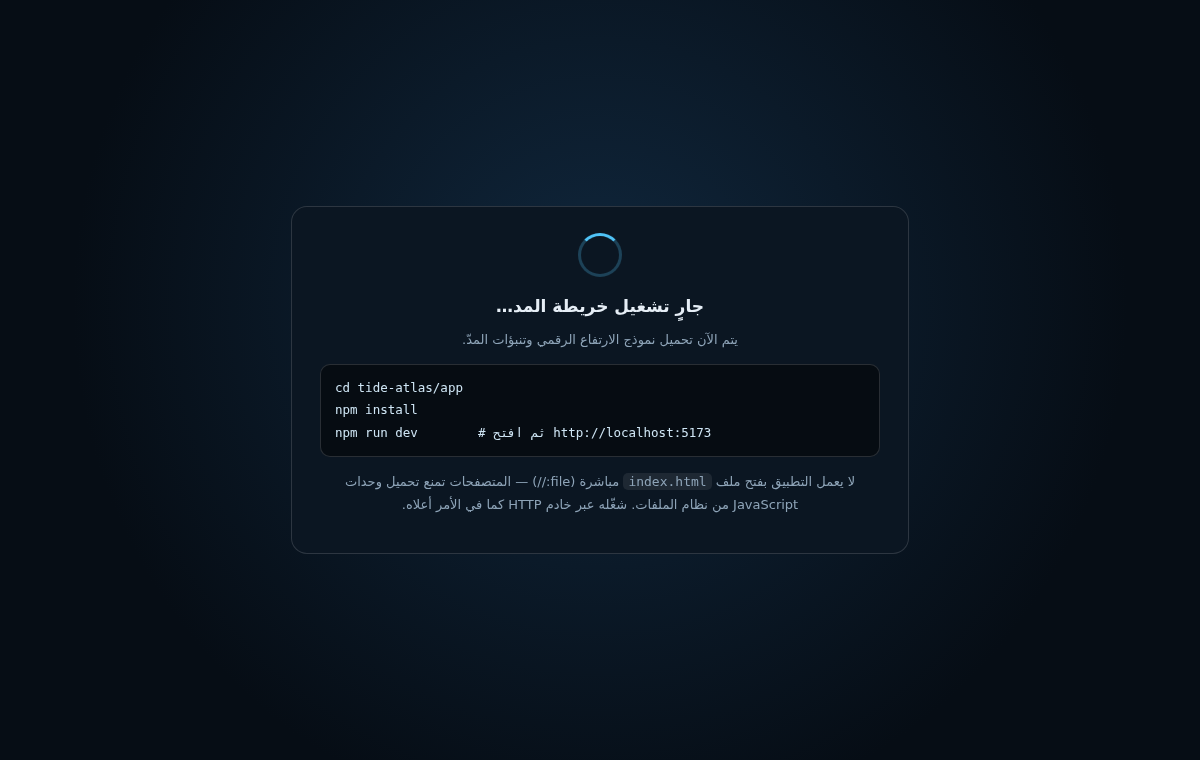 جارٍ تشغيل خريطة المد…
يتم الآن تحميل نموذج الارتفاع الرقمي وتنبؤات المدّ.
cd tide-atlas/app
npm install
npm run dev        # ثم افتح http://localhost:5173
لا يعمل التطبيق بفتح ملف index.html مباشرة (file://) — المتصفحات تمنع تحميل وحدات
JavaScript من نظام الملفات. شغّله عبر خادم HTTP كما في الأمر أعلاه.